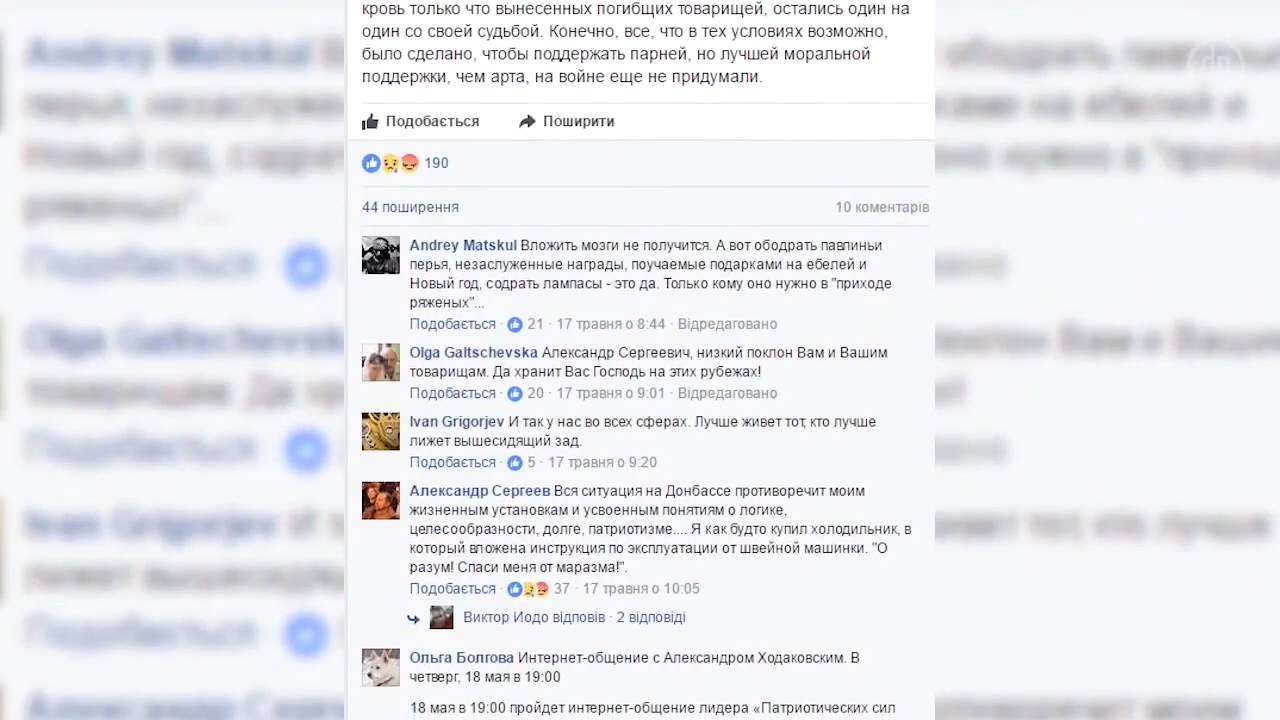 кровь только что вынесенных погибщих товарищей, остались один на
один со своей судьбой. Конечно, все, что в тех условиях возможно,
было сделано, чтобы поддержать парней, но лучшей моральной
поддержки, чем арта, на войне еще не придумали.
Подобається Поширити
190
44 поширення 10 коментарів
Andrey Matskul Вложить мозги не получится. А вот ободрать павлиньи
перья, незаслуженные награды, поучаемые подарками на ебелей и
Новый год, содрать лампасы - это да. Только кому оно нужно в "приходе
ряженых"...
Подобається · 21 · 17 травня о 8:44 · Відредаговано
Olga Galtschevska Александр Сергеевич, низкий поклон Вам и Вашим
товарищам. Да хранит Вас Господь на этих рубежах!
Подобається · 20 · 17 травня о 9:01 · Відредаговано
Ivan Grigorjev И так у нас во всех сферах. Лучше живет тот, кто лучше
лижет вышесидящий зад.
Подобається · 5 · 17 травня о 9:20
Александр Сергеев Вся ситуация на Донбассе противоречит моим
жизненным установкам и усвоенным понятиям о логике,
целесообразности, долге, патриотизме.... Я как будто купил холодильник, в
который вложена инструкция по эксплуатации от швейной машинки. "О
разум! Спаси меня от маразма!".
Подобається · 37 · 17 травня о 10:05
Виктор Иодо відповів · 2 відповіді
Ольга Болгова Интернет-общение с Александром Ходаковским. В
четверг, 18 мая в 19:00
18 мая в 19:00 пройдет интернет-общение лидера «Патриотических сил